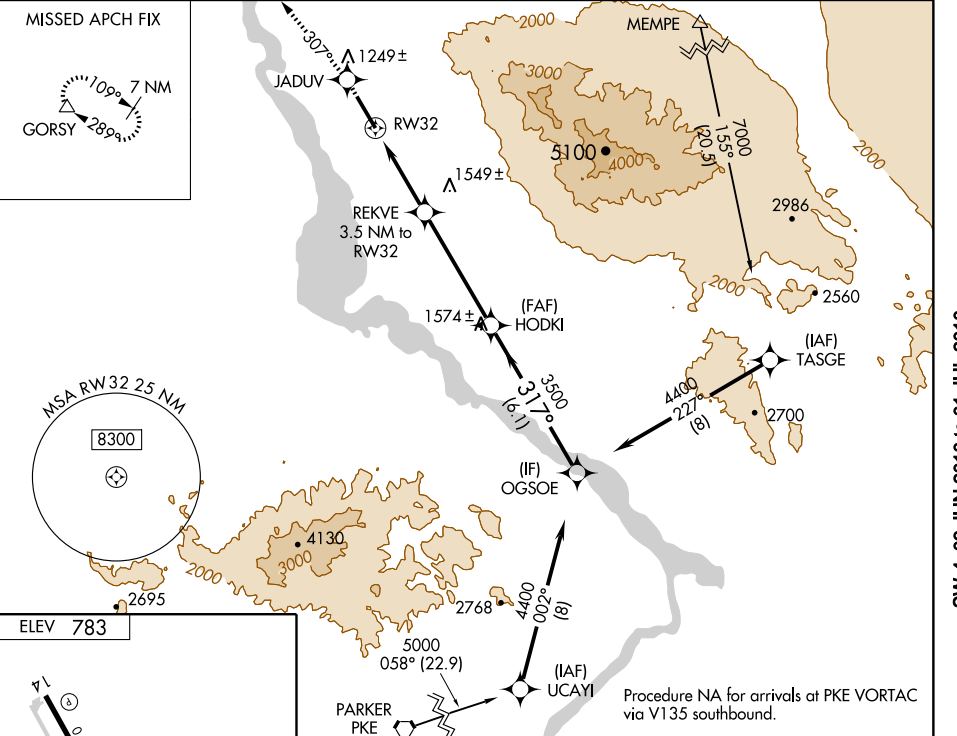 MISSED APCH FIX
109°
7 NM
GORSY
289°
307°
1249±
JADUV
RW32
1549±
REKVE
3.5 NM to
RW32
1574±
(FAF)
HODKI
3500
317°
(6.1)
(IF)
OGSOE
2000
MEMPE
3000
5100
4000
7000
155°
(20.5)
2000
2986
2000
2560
(IAF)
TASGE
4400
227°
(8)
2700
MSA RW32 25 NM
8300
4130
3000
2000
2695
2768
4400
002°
(8)
5000
058° (22.9)
(IAF)
UCAYI
PARKER
PKE
Procedure NA for arrivals at PKE VORTAC
via V135 southbound.
ELEV 783
14
P